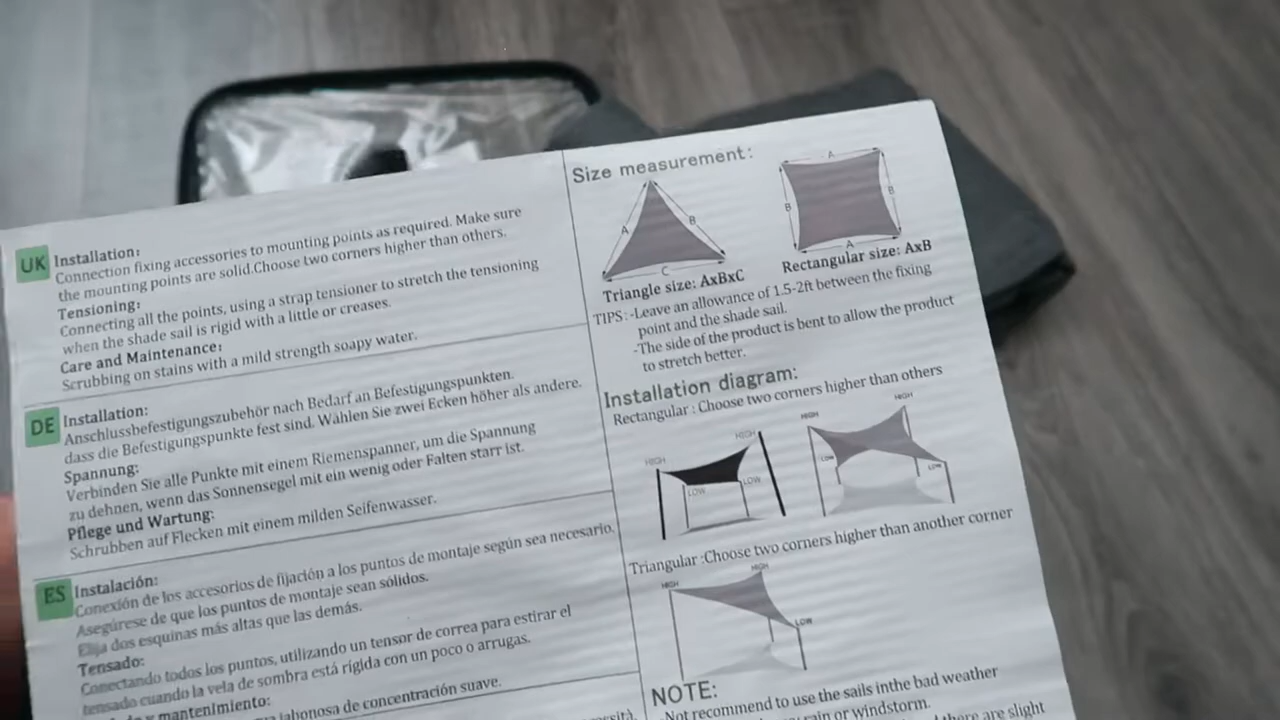 UK
Installation:
Connection fixing accessories to mounting points as required. Make sure
the mounting points are solid.Choose two corners higher than others.
Tensioning:
Connecting all the points, using a strap tensioner to stretch the tensioning
when the shade sail is rigid with a little or creases.
Care and Maintenance:
Scrubbing on stains with a mild strength soapy water.
DE
Installation:
Anschlussbefestigungszubehör nach Bedarf an Befestigungspunkten.
dass die Befestigungspunkte fest sind. Wählen Sie zwei Ecken höher als andere.
Spannung:
Verbinden Sie alle Punkte mit einem Riemenspanner, um die Spannung
zu dehnen, wenn das Sonnensegel mit ein wenig oder Falten starr ist.
Pflege und Wartung:
Schrubben auf Flecken mit einem milden Seifenwasser.
ES
Instalación:
Conexión de los accesorios de fijación a los puntos de montaje según sea necesario.
Asegúrese de que los puntos de montaje sean sólidos.
Elija dos esquinas más altas que las demás.
Tensado:
Conectando todos los puntos, utilizando un tensor de correa para estirar el
tensado cuando la vela de sombra está rígida con un poco o arrugas.
mantenimiento:
jabonosa de concentración suave.
Size measurement:
A
B
C
A
B
B
A
Triangle size: AxBxC
Rectangular size: AxB
TIPS: -Leave an allowance of 1.5-2ft between the fixing
point and the shade sail.
-The side of the product is bent to allow the product
to stretch better.
Installation diagram:
Rectangular : Choose two corners higher than others
HIGH
HIGH
LOW
LOW
HIGH
HIGH
LOW
LOW
Triangular :Choose two corners higher than another corner
HIGH
HIGH
LOW
NOTE:
-Not recommend to use the sails inthe bad weather
rain or windstorm.
there are slight